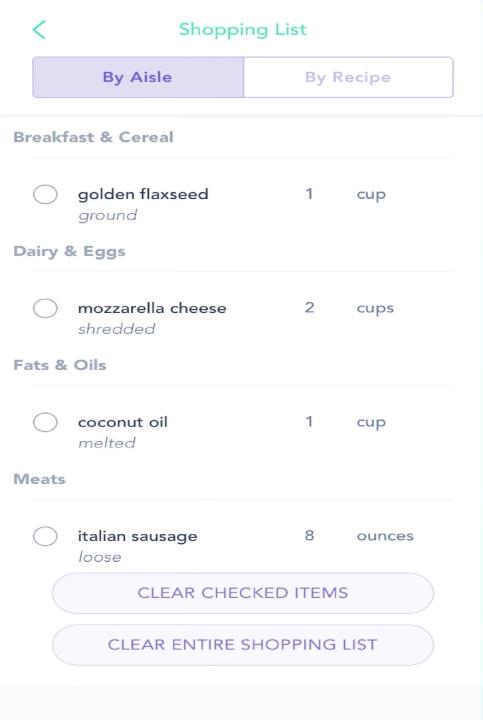 Shopping List
By Aisle By Recipe
Breakfast & Cereal
golden flaxseed 1 cup
ground
Dairy & Eggs
mozzarella cheese 2 cups
shredded
Fats & Oils
coconut oil 1 cup
melted
Meats
italian sausage 8 ounces
loose
CLEAR CHECKED ITEMS
CLEAR ENTIRE SHOPPING LIST